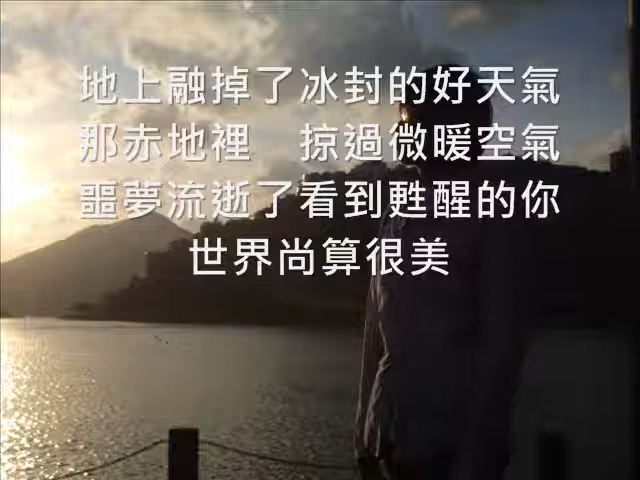 地上融掉了冰封的好天氣
那赤地裡　掠過微暖空氣
噩夢流逝了看到甦醒的你
世界尚算很美